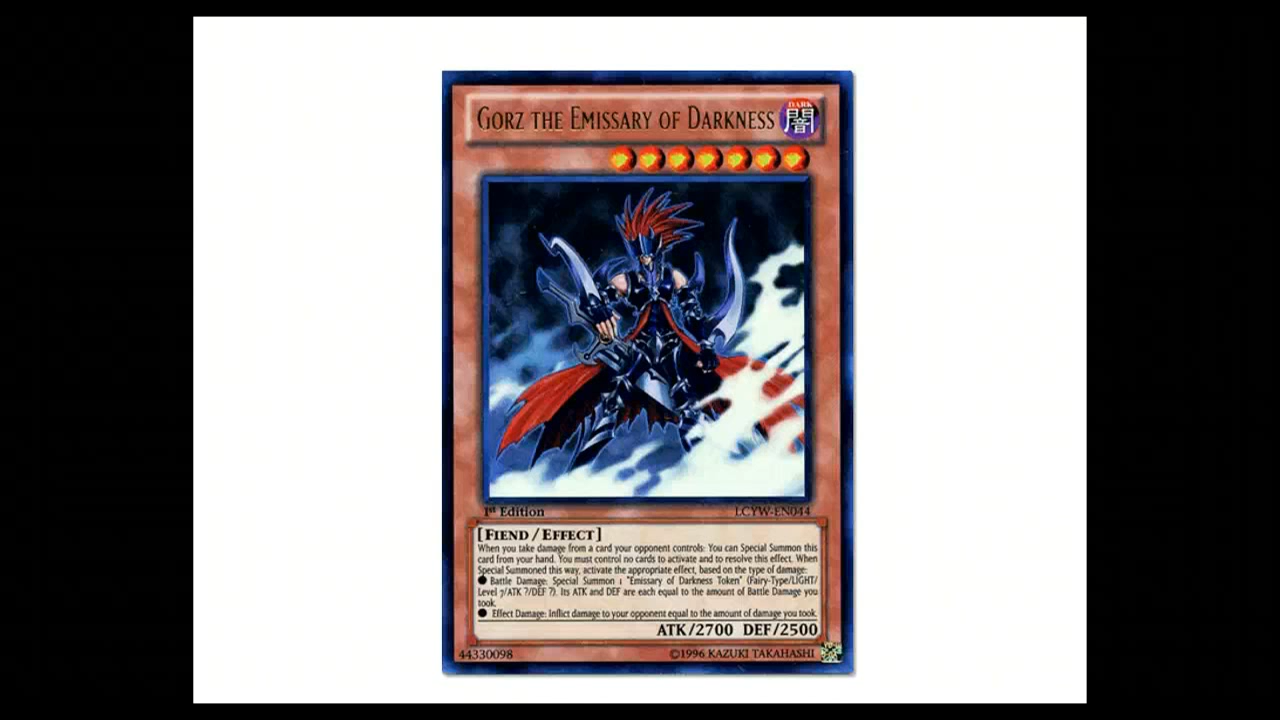 GORZ THE EMISSARY OF DARKNESS
DARK
闇
1st Edition
LCYW-EN044
[FIEND/EFFECT]
When you take damage from a card your opponent controls: You can Special Summon this
card from your hand. You must control no cards to activate and to resolve this effect. When
Special Summoned this way, activate the appropriate effect, based on the type of damage:
● Battle Damage: Special Summon 1 "Emissary of Darkness Token" (Fairy-Type/LIGHT/
Level 7/ATK ?/DEF ?). Its ATK and DEF are each equal to the amount of Battle Damage you
took.
● Effect Damage: Inflict damage to your opponent equal to the amount of damage you took.
ATK/2700 DEF/2500
44330098
©1996 KAZUKI TAKAHASHI